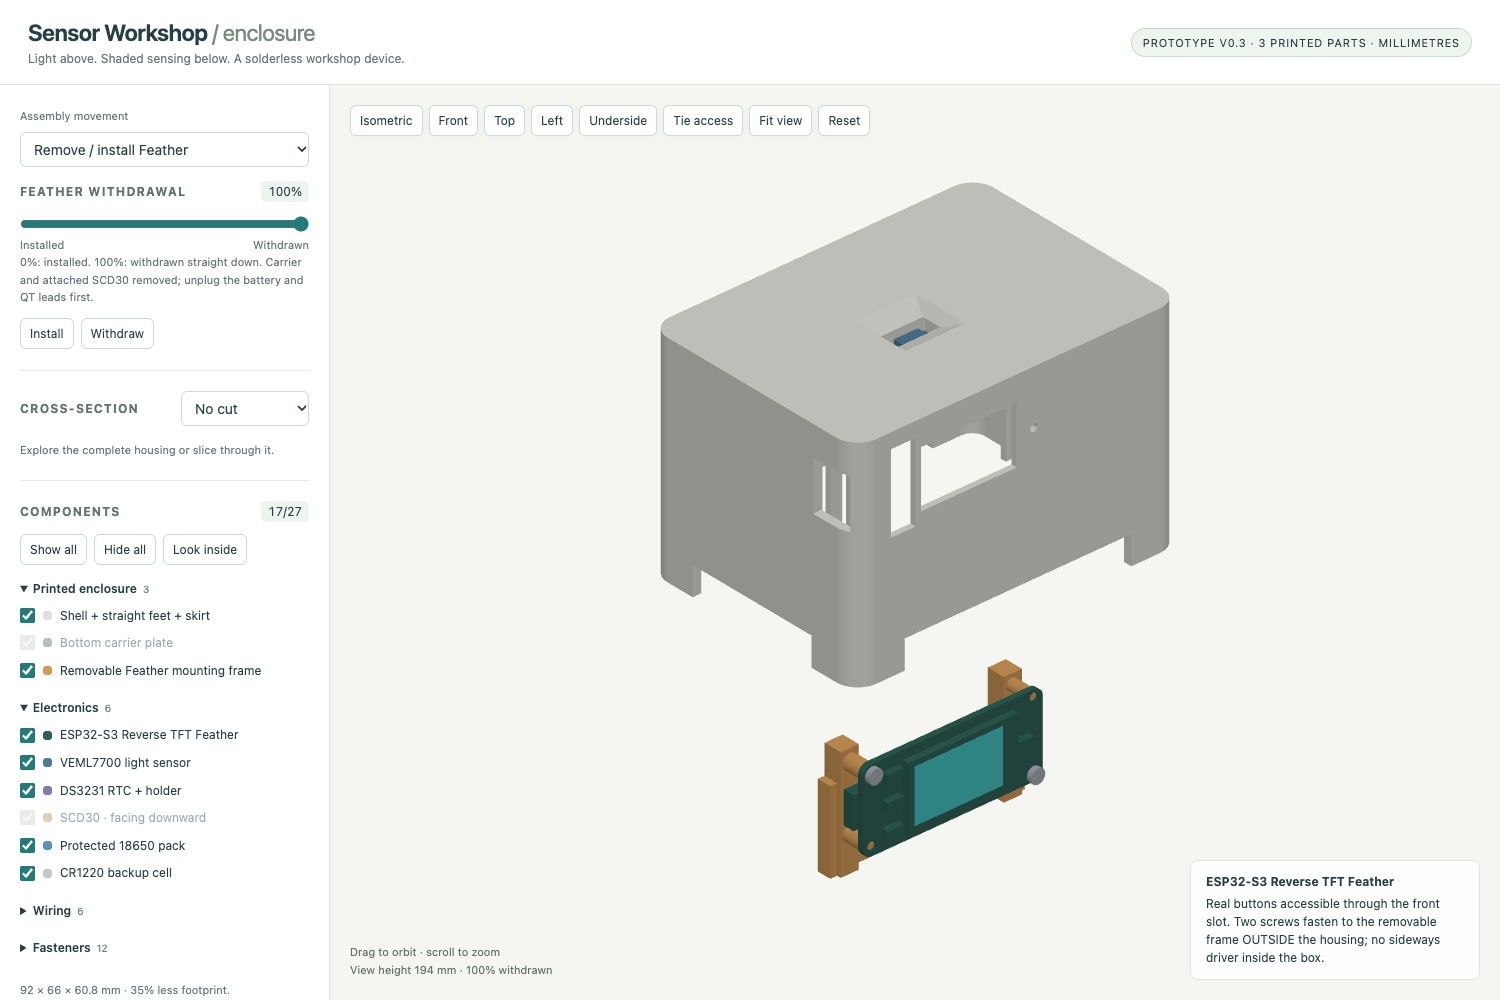 Sensor Workshop / enclosure
Light above. Shaded sensing below. A solderless workshop device.
PROTOTYPE V0.3 · 3 PRINTED PARTS · MILLIMETRES
Assembly movement
Remove / install Feather
FEATHER WITHDRAWAL 100%
Installed Withdrawn
0%: installed. 100%: withdrawn straight down. Carrier
and attached SCD30 removed; unplug the battery and
QT leads first.
Install Withdraw
CROSS-SECTION No cut
Explore the complete housing or slice through it.
COMPONENTS 17/27
Show all Hide all Look inside
Printed enclosure 3
Shell + straight feet + skirt
Bottom carrier plate
Removable Feather mounting frame
Electronics 6
ESP32-S3 Reverse TFT Feather
VEML7700 light sensor
DS3231 RTC + holder
SCD30 · facing downward
Protected 18650 pack
CR1220 backup cell
Wiring 6
Fasteners 12
92 × 66 × 60.8 mm · 35% less footprint.
Isometric Front Top Left Underside Tie access Fit view Reset
Drag to orbit · scroll to zoom
View height 194 mm · 100% withdrawn
ESP32-S3 Reverse TFT Feather
Real buttons accessible through the front
slot. Two screws fasten to the removable
frame OUTSIDE the housing; no sideways
driver inside the box.